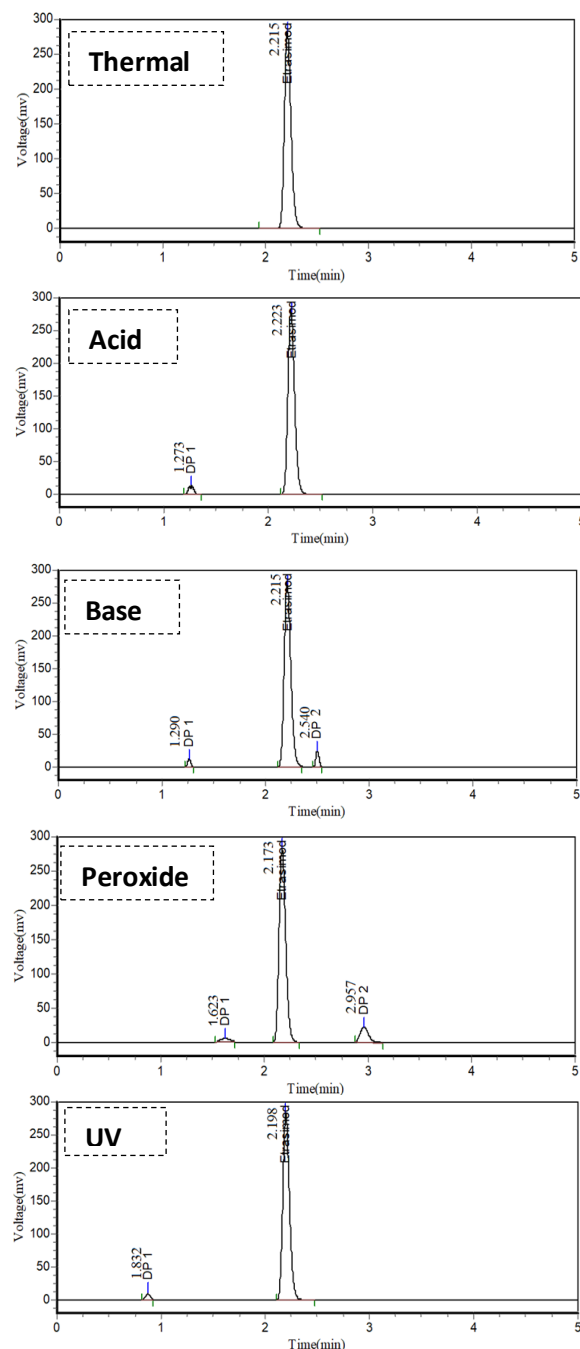 Thermal
2.215
Etrasimod
Voltage(mv)
300
250
200
150
100
50
0
0 1 2 3 4 5
Time(min)
Acid
2.223
Etrasimod
1.273
DP 1
Voltage(mv)
300
250
200
150
100
50
0
0 1 2 3 4 5
Time(min)
Base
2.215
Etrasimod
1.290
DP 1
2.540
DP 2
Voltage(mv)
300
250
200
150
100
50
0
0 1 2 3 4 5
Time(min)
Peroxide
2.173
Etrasimod
1.623
DP 1
2.957
DP 2
Voltage(mv)
300
250
200
150
100
50
0
0 1 2 3 4 5
Time(min)
UV
2.198
Etrasimod
1.832
DP 1
Voltage(mv)
300
250
200
150
100
50
0
0 1 2 3 4 5
Time(min)